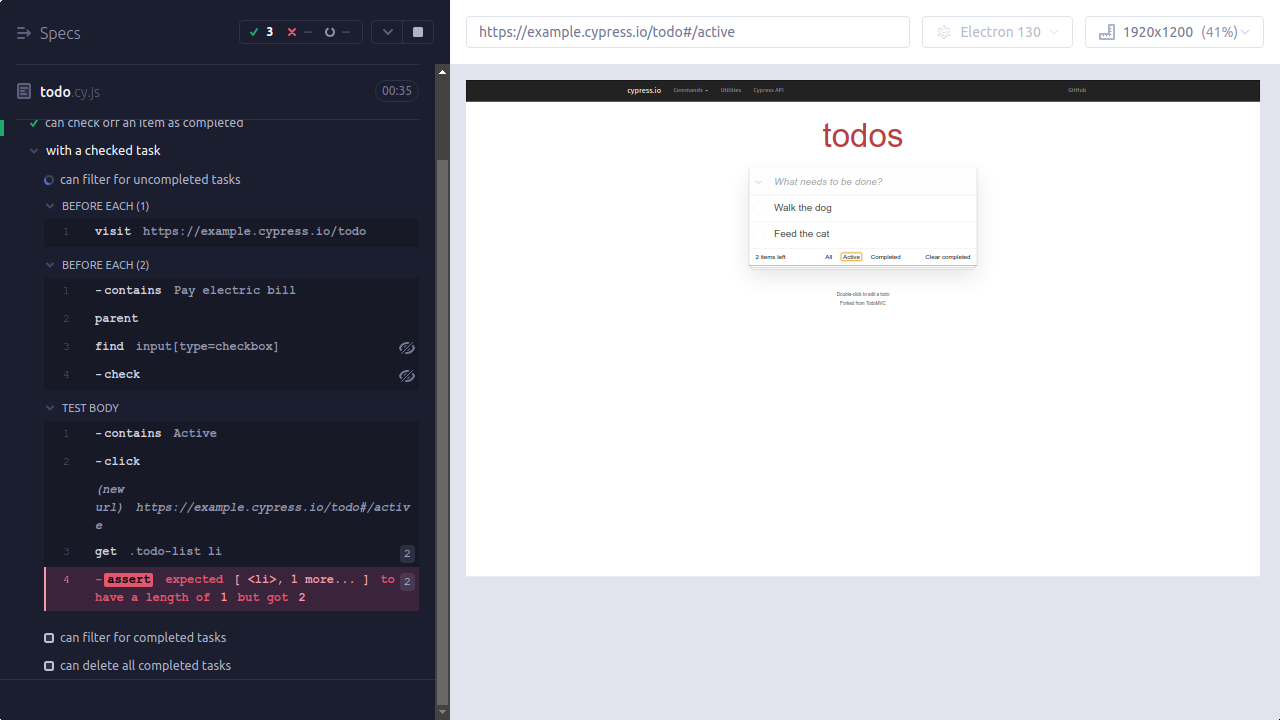 Specs
3
--
--
todo.cy.js
00:35
can check off an item as completed
with a checked task
can filter for uncompleted tasks
BEFORE EACH (1)
1 visit https://example.cypress.io/todo
BEFORE EACH (2)
1 -contains Pay electric bill
2 parent
3 find input[type=checkbox]
4 -check
TEST BODY
1 -contains Active
2 -click
(new
url) https://example.cypress.io/todo#/activ
e
3 get .todo-list li 2
4 -assert expected [ <li>, 1 more... ] to 2
have a length of 1 but got 2
can filter for completed tasks
can delete all completed tasks
https://example.cypress.io/todo#/active
Electron 130
1920x1200 (41%)
cypress.io Commands Utilities Cypress API GitHub
todos
What needs to be done?
Walk the dog
Feed the cat
2 items left All Active Completed Clear completed
Double-click to edit a todo
Forked from TodoMVC